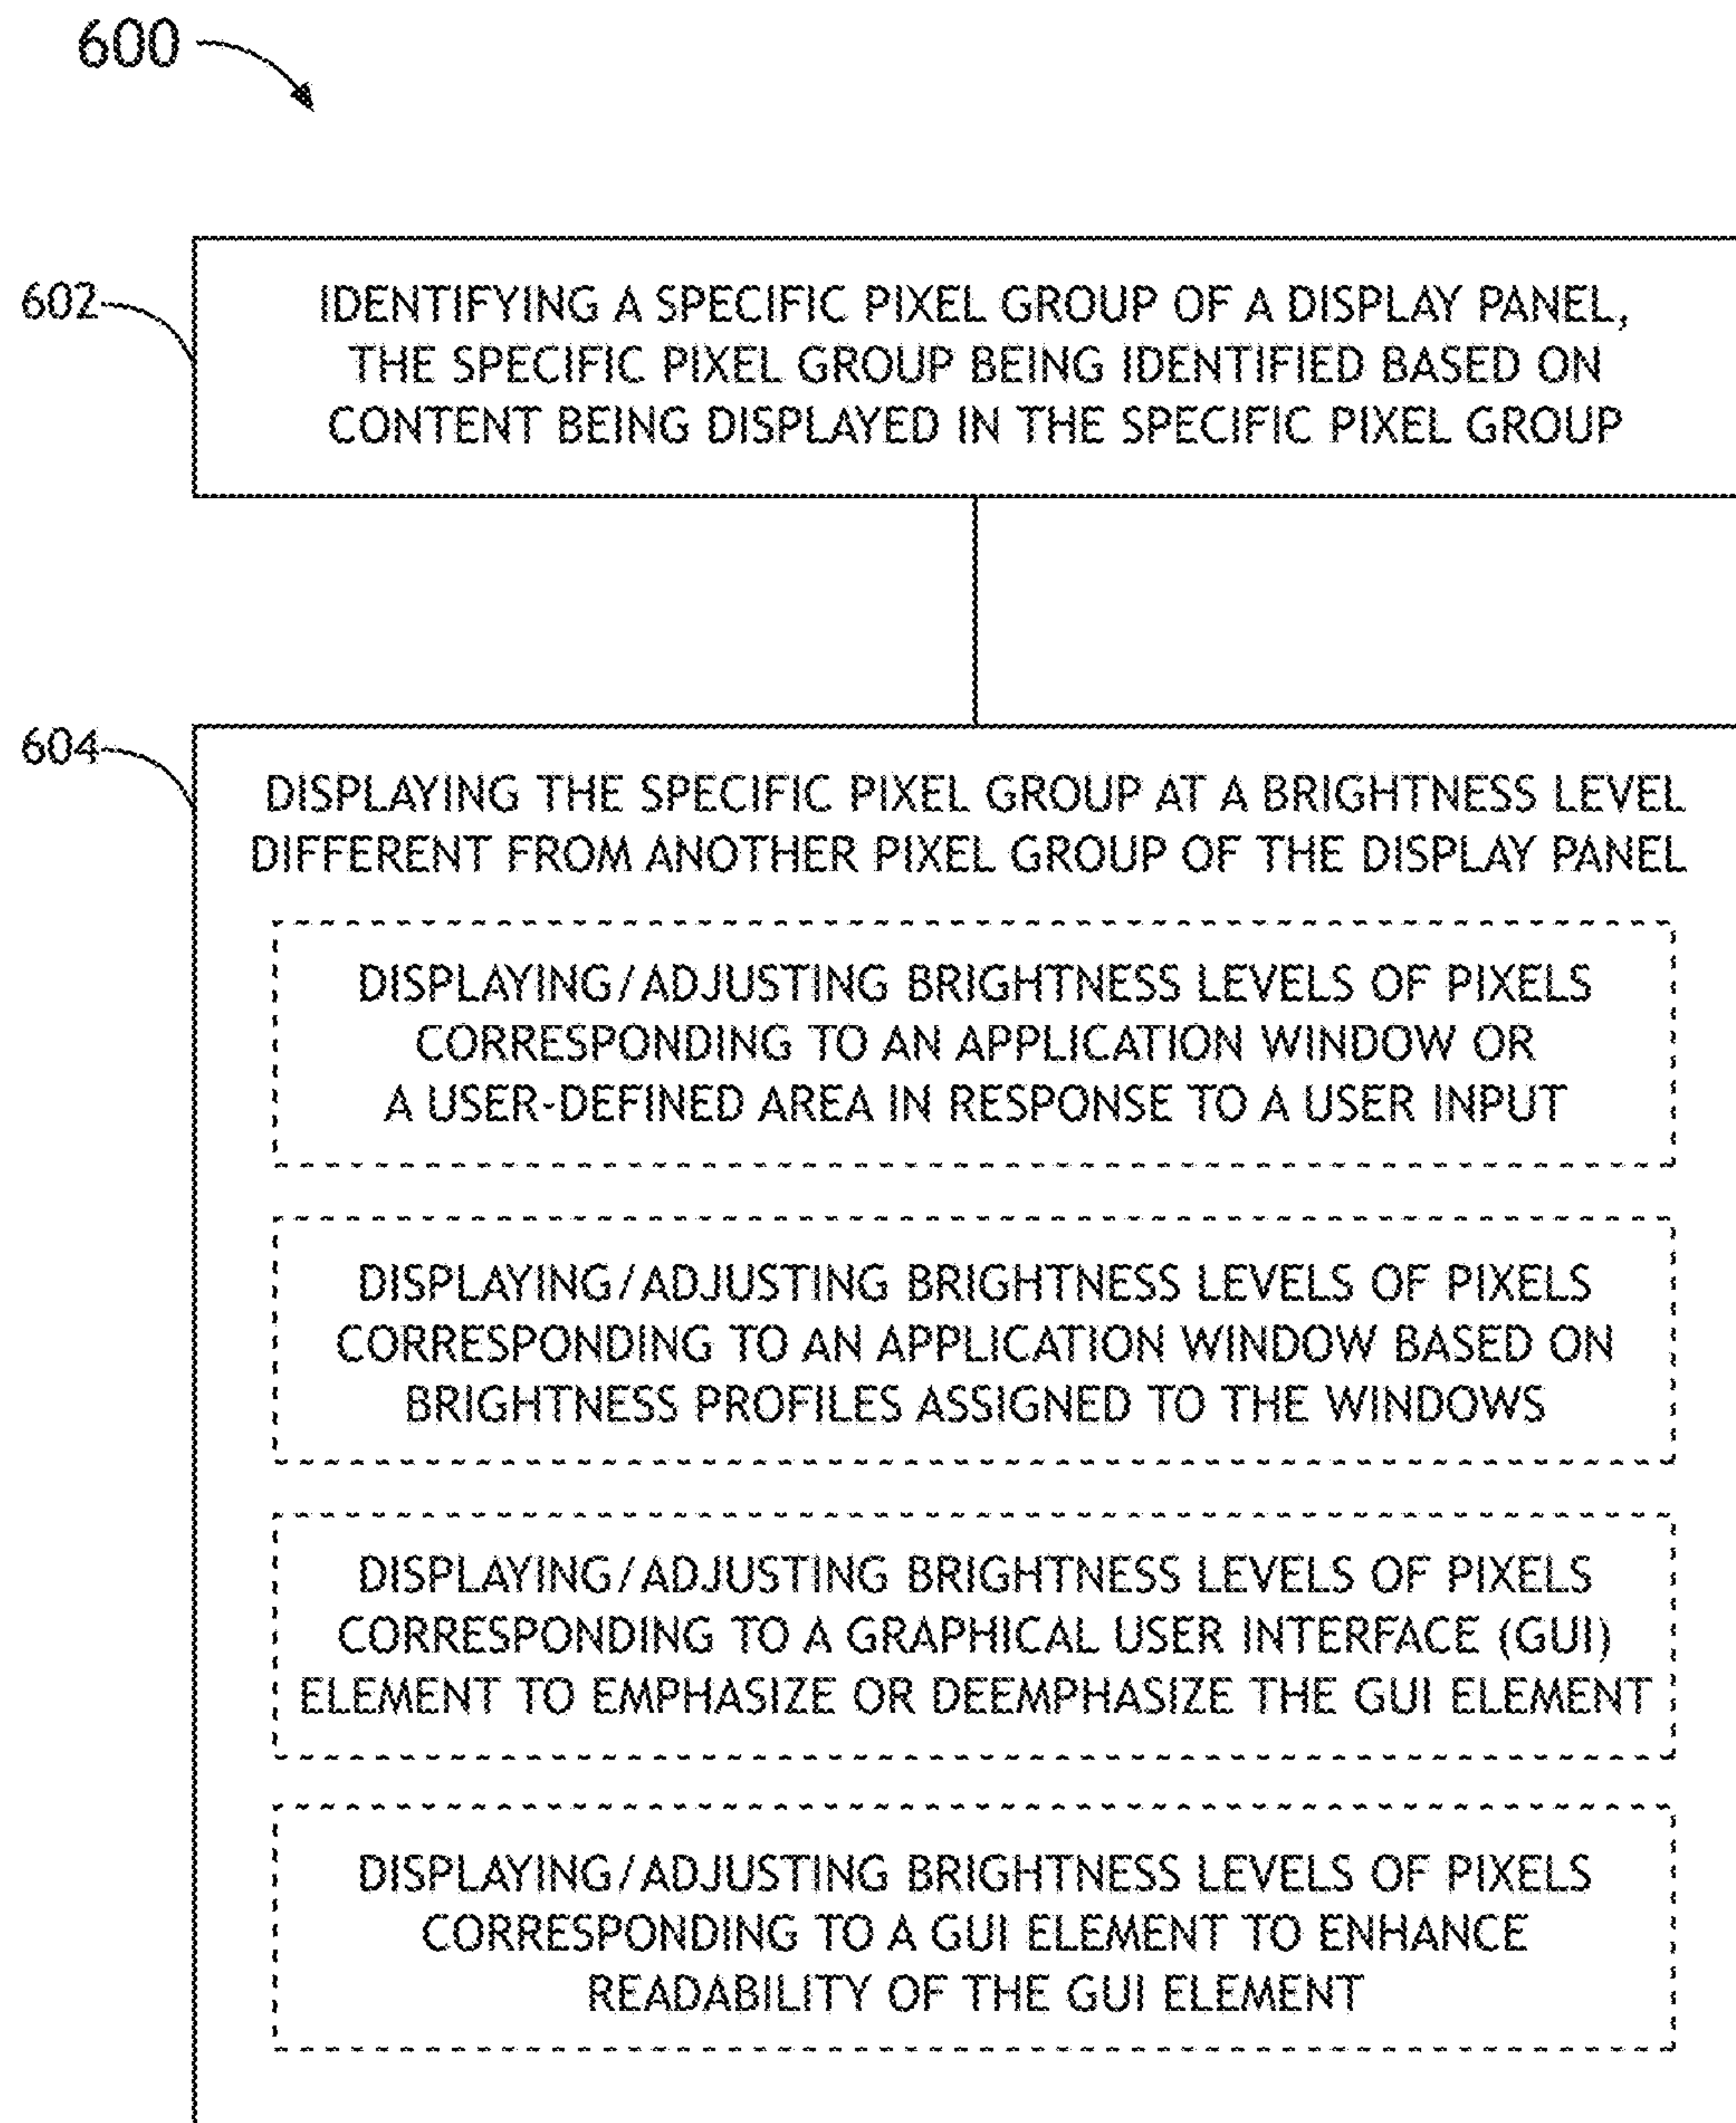 600
602
IDENTIFYING A SPECIFIC PIXEL GROUP OF A DISPLAY PANEL,
THE SPECIFIC PIXEL GROUP BEING IDENTIFIED BASED ON
CONTENT BEING DISPLAYED IN THE SPECIFIC PIXEL GROUP
604
DISPLAYING THE SPECIFIC PIXEL GROUP AT A BRIGHTNESS LEVEL
DIFFERENT FROM ANOTHER PIXEL GROUP OF THE DISPLAY PANEL
DISPLAYING/ADJUSTING BRIGHTNESS LEVELS OF PIXELS
CORRESPONDING TO AN APPLICATION WINDOW OR
A USER-DEFINED AREA IN RESPONSE TO A USER INPUT
DISPLAYING/ADJUSTING BRIGHTNESS LEVELS OF PIXELS
CORRESPONDING TO AN APPLICATION WINDOW BASED ON
BRIGHTNESS PROFILES ASSIGNED TO THE WINDOWS
DISPLAYING/ADJUSTING BRIGHTNESS LEVELS OF PIXELS
CORRESPONDING TO A GRAPHICAL USER INTERFACE (GUI)
ELEMENT TO EMPHASIZE OR DEEMPHASIZE THE GUI ELEMENT
DISPLAYING/ADJUSTING BRIGHTNESS LEVELS OF PIXELS
CORRESPONDING TO A GUI ELEMENT TO ENHANCE
READABILITY OF THE GUI ELEMENT